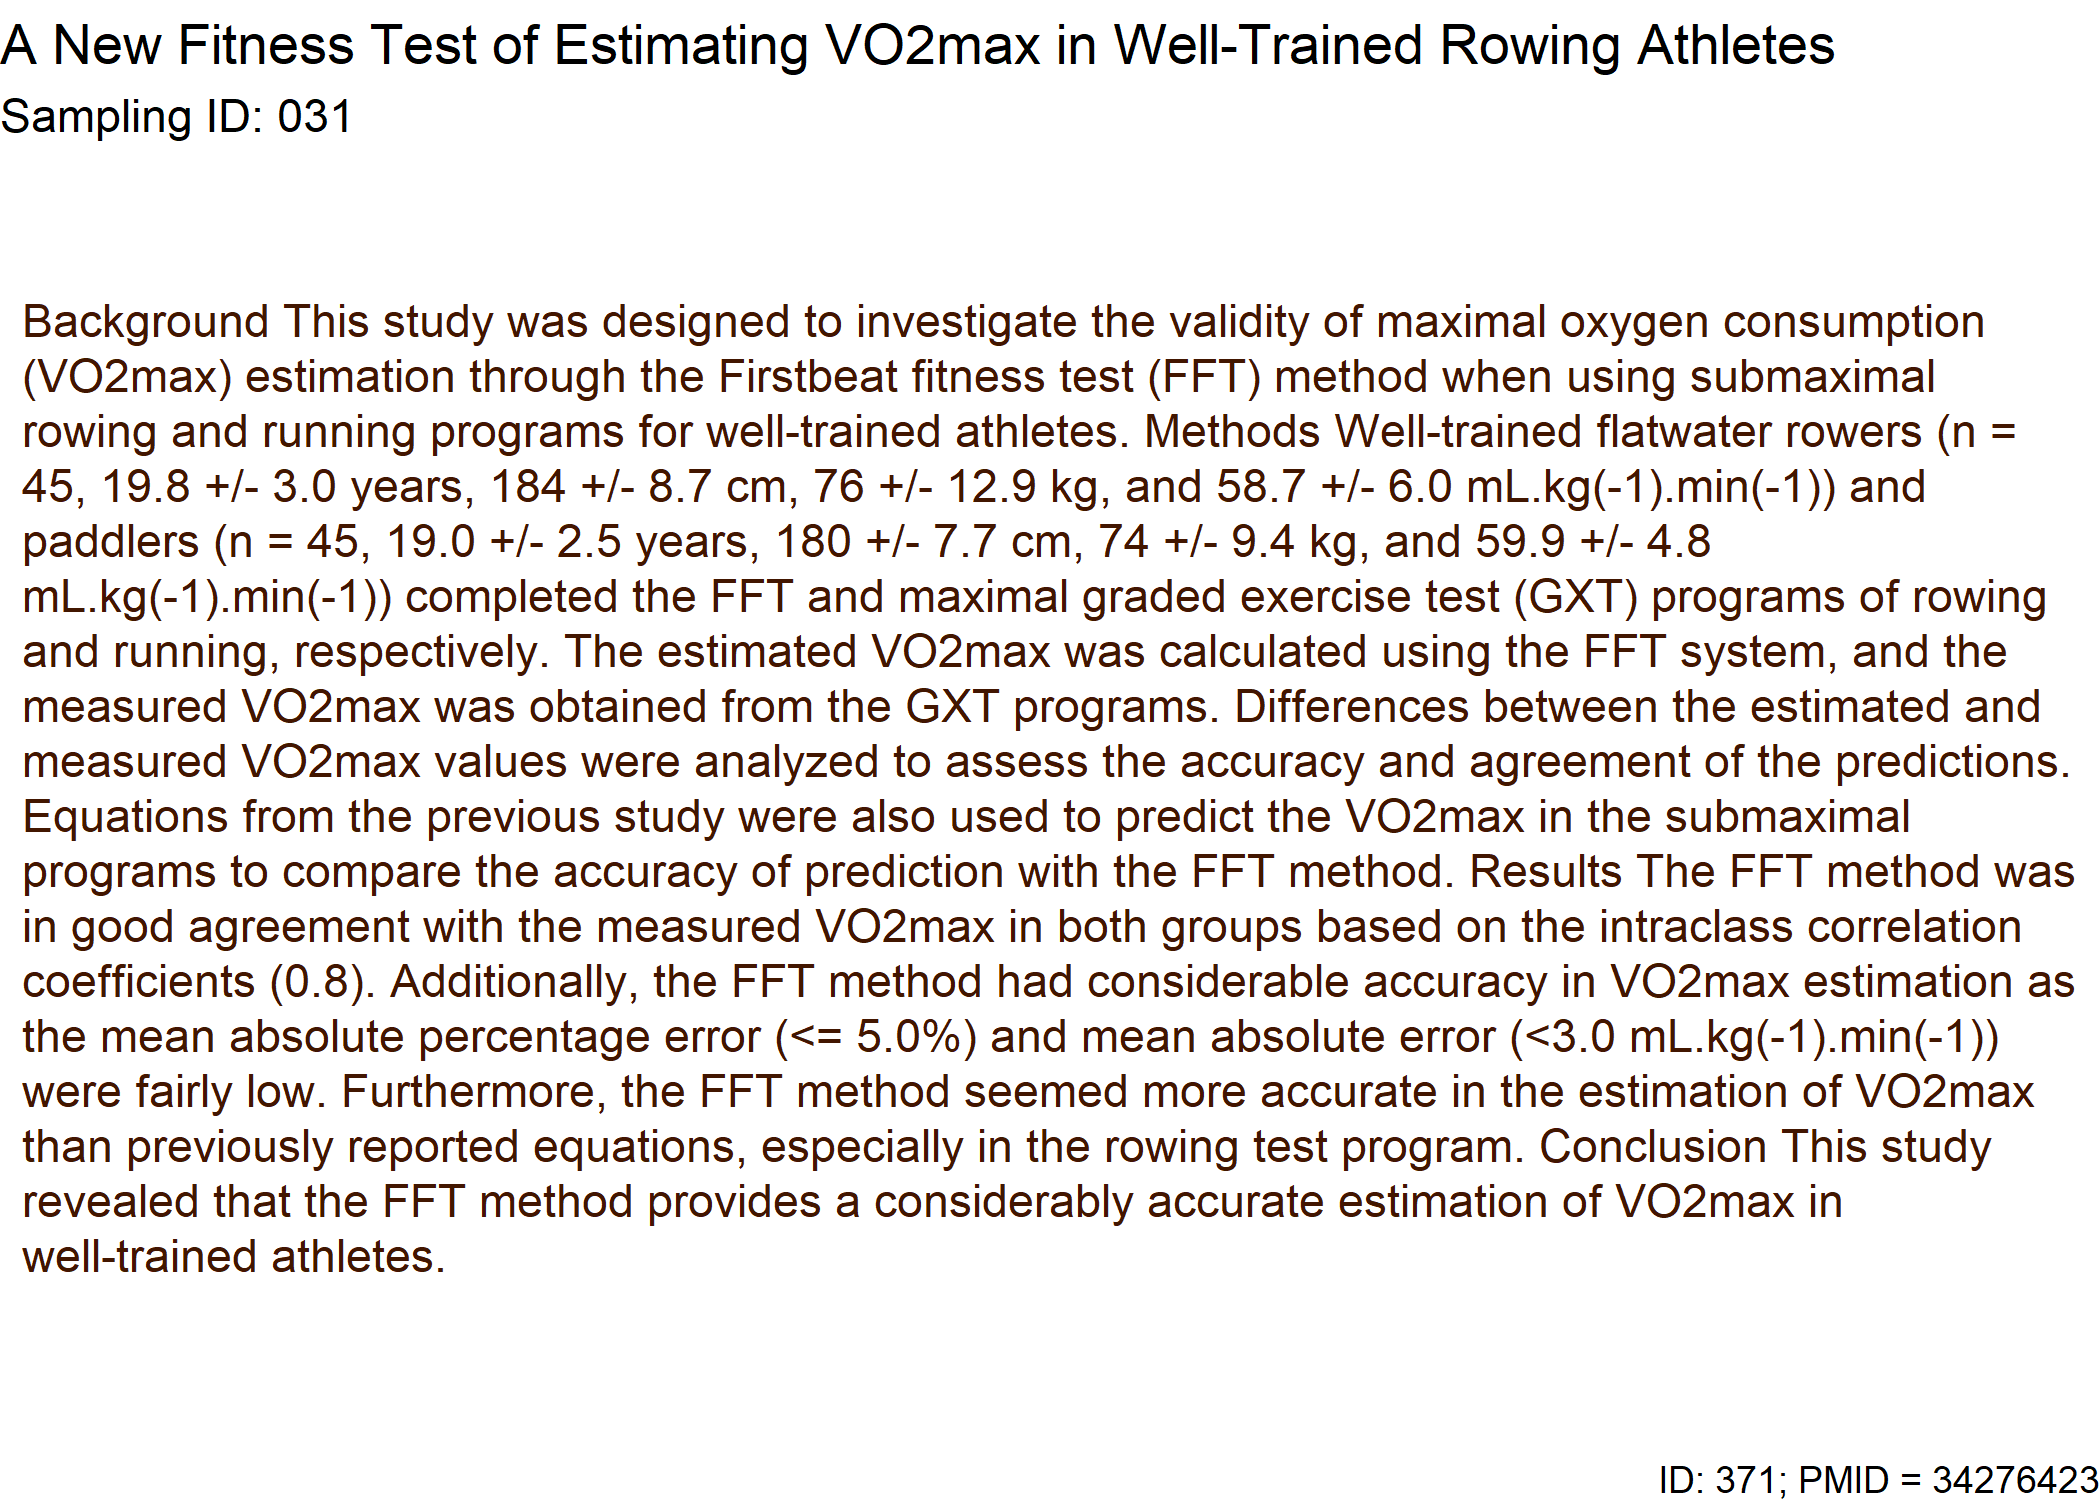 A New Fitness Test of Estimating VO2max in Well-Trained Rowing Athletes
Sampling ID: 031
Background This study was designed to investigate the validity of maximal oxygen consumption
(VO2max) estimation through the Firstbeat fitness test (FFT) method when using submaximal
rowing and running programs for well-trained athletes. Methods Well-trained flatwater rowers (n =
45, 19.8 +/- 3.0 years, 184 +/- 8.7 cm, 76 +/- 12.9 kg, and 58.7 +/- 6.0 mL.kg(-1).min(-1)) and
paddlers (n = 45, 19.0 +/- 2.5 years, 180 +/- 7.7 cm, 74 +/- 9.4 kg, and 59.9 +/- 4.8
mL.kg(-1).min(-1)) completed the FFT and maximal graded exercise test (GXT) programs of rowing
and running, respectively. The estimated VO2max was calculated using the FFT system, and the
measured VO2max was obtained from the GXT programs. Differences between the estimated and
measured VO2max values were analyzed to assess the accuracy and agreement of the predictions.
Equations from the previous study were also used to predict the VO2max in the submaximal
programs to compare the accuracy of prediction with the FFT method. Results The FFT method was
in good agreement with the measured VO2max in both groups based on the intraclass correlation
coefficients (0.8). Additionally, the FFT method had considerable accuracy in VO2max estimation as
the mean absolute percentage error (<= 5.0%) and mean absolute error (<3.0 mL.kg(-1).min(-1))
were fairly low. Furthermore, the FFT method seemed more accurate in the estimation of VO2max
than previously reported equations, especially in the rowing test program. Conclusion This study
revealed that the FFT method provides a considerably accurate estimation of VO2max in
well-trained athletes.
ID: 371; PMID = 34276423